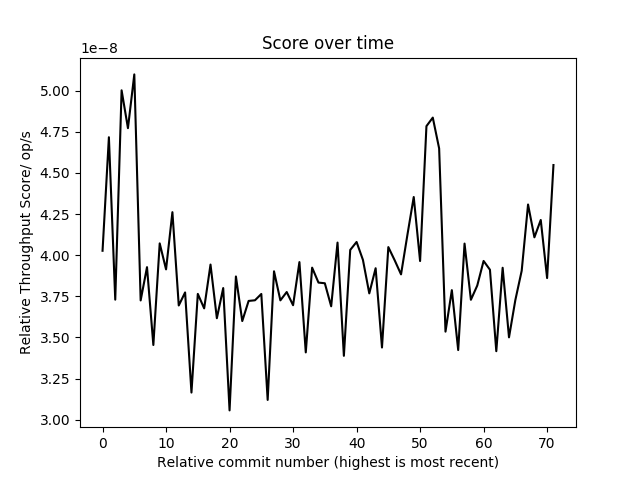 Score over time
1e−8
Relative Throughput Score/ op/s
5.00
4.75
4.50
4.25
4.00
3.75
3.50
3.25
3.00
0 10 20 30 40 50 60 70
Relative commit number (highest is most recent)